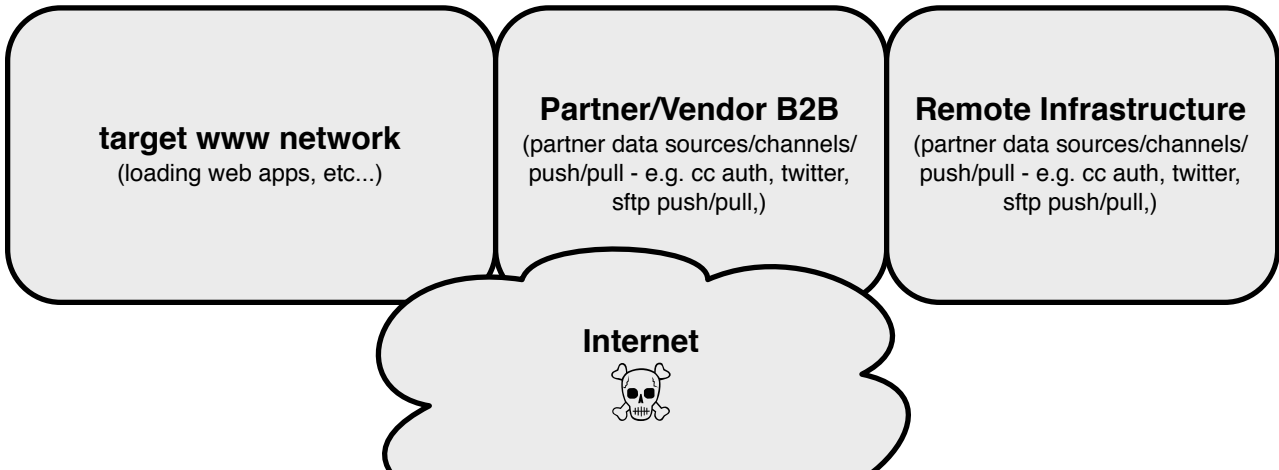 target www network
(loading web apps, etc...)
Partner/Vendor B2B
(partner data sources/channels/
push/pull - e.g. cc auth, twitter,
sftp push/pull,)
Remote Infrastructure
(partner data sources/channels/
push/pull - e.g. cc auth, twitter,
sftp push/pull,)
Internet